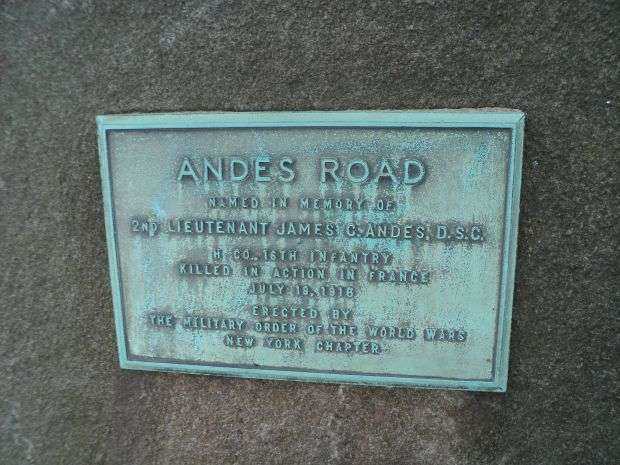 ANDES ROAD
NAMED IN MEMORY OF
2ND LIEUTENANT JAMES C. ANDES, D.S.C.
H CO., 16TH INFANTRY
KILLED IN ACTION IN FRANCE
JULY 19, 1918
ERECTED BY
THE MILITARY ORDER OF THE WORLD WARS
NEW YORK CHAPTER